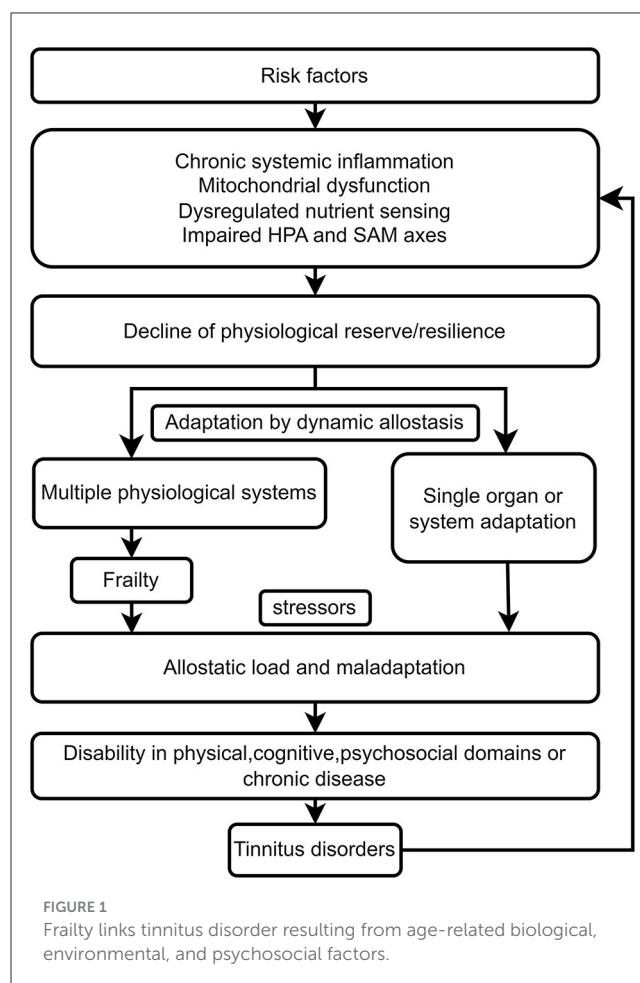 Risk factors
Chronic systemic inflammation
Mitochondrial dysfunction
Dysregulated nutrient sensing
Impaired HPA and SAM axes
Decline of physiological reserve/resilience
Adaptation by dynamic allostasis
Multiple physiological systems
Single organ or
system adaptation
Frailty
stressors
Allostatic load and maladaptation
Disability in physical,cognitive,psychosocial domains or
chronic disease
Tinnitus disorders
FIGURE 1
Frailty links tinnitus disorder resulting from age-related biological,
environmental, and psychosocial factors.